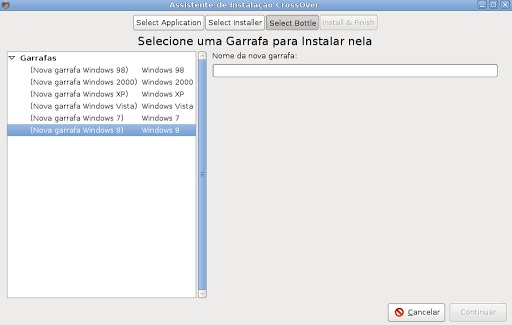 Assistente de Instalação CrossOver
Select Application Select Installer Select Bottle Install & Finish
Selecione uma Garrafa para Instalar nela
Garrafas
(Nova garrafa Windows 98) Windows 98
(Nova garrafa Windows 2000) Windows 2000
(Nova garrafa Windows XP) Windows XP
(Nova garrafa Windows Vista) Windows Vista
(Nova garrafa Windows 7) Windows 7
(Nova garrafa Windows 8) Windows 8
Nome da nova garrafa:
Cancelar Continuar